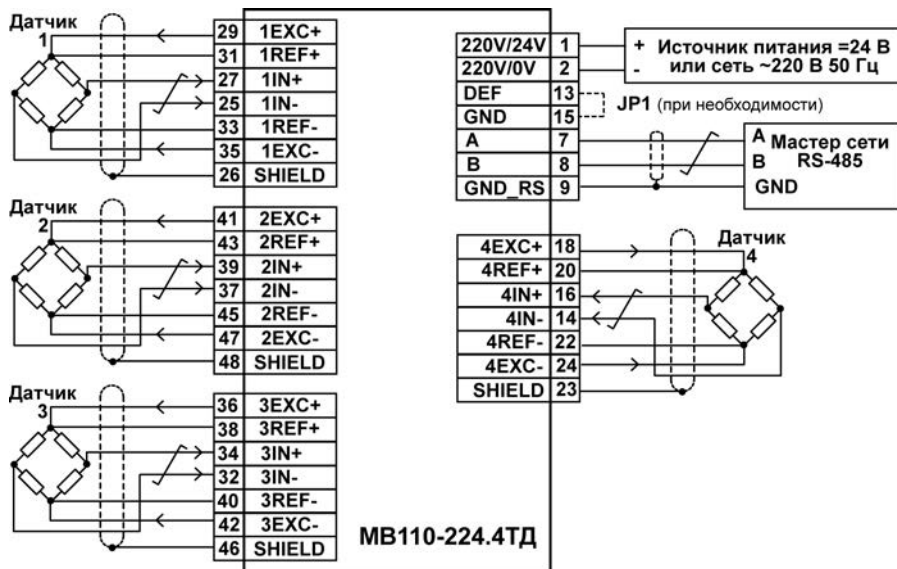 Датчик
1
29 1EXC+
31 1REF+
27 1IN+
25 1IN-
33 1REF-
35 1EXC-
26 SHIELD
Датчик
2
41 2EXC+
43 2REF+
39 2IN+
37 2IN-
45 2REF-
47 2EXC-
48 SHIELD
Датчик
3
36 3EXC+
38 3REF+
34 3IN+
32 3IN-
40 3REF-
42 3EXC-
46 SHIELD
220V/24V 1
220V/0V 2
DEF 13
GND 15
A 7
B 8
GND_RS 9
+ Источник питания =24 В
- или сеть ~220 В 50 Гц
JP1 (при необходимости)
A Мастер сети
B RS-485
GND
4EXC+ 18
4REF+ 20
4IN+ 16
4IN- 14
4REF- 22
4EXC- 24
SHIELD 23
Датчик
4
МВ110-224.4ТД